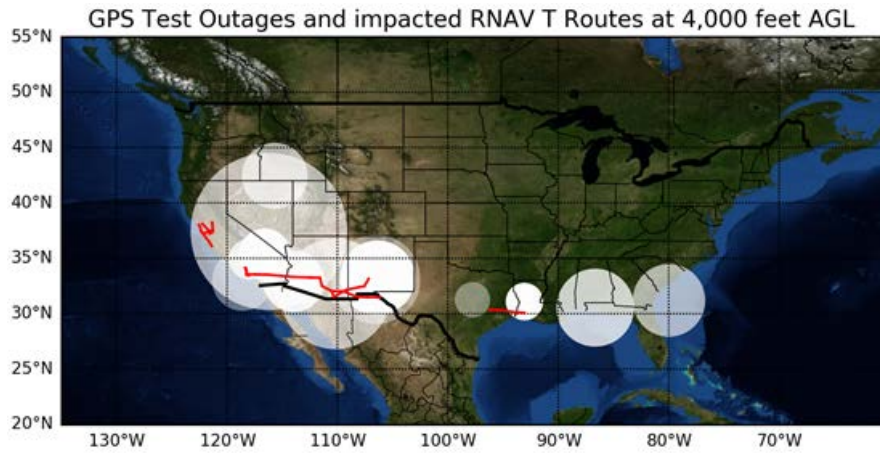 GPS Test Outages and impacted RNAV T Routes at 4,000 feet AGL
55°N
50°N
45°N
40°N
35°N
30°N
25°N
20°N
130°W
120°W
110°W
100°W
90°W
80°W
70°W